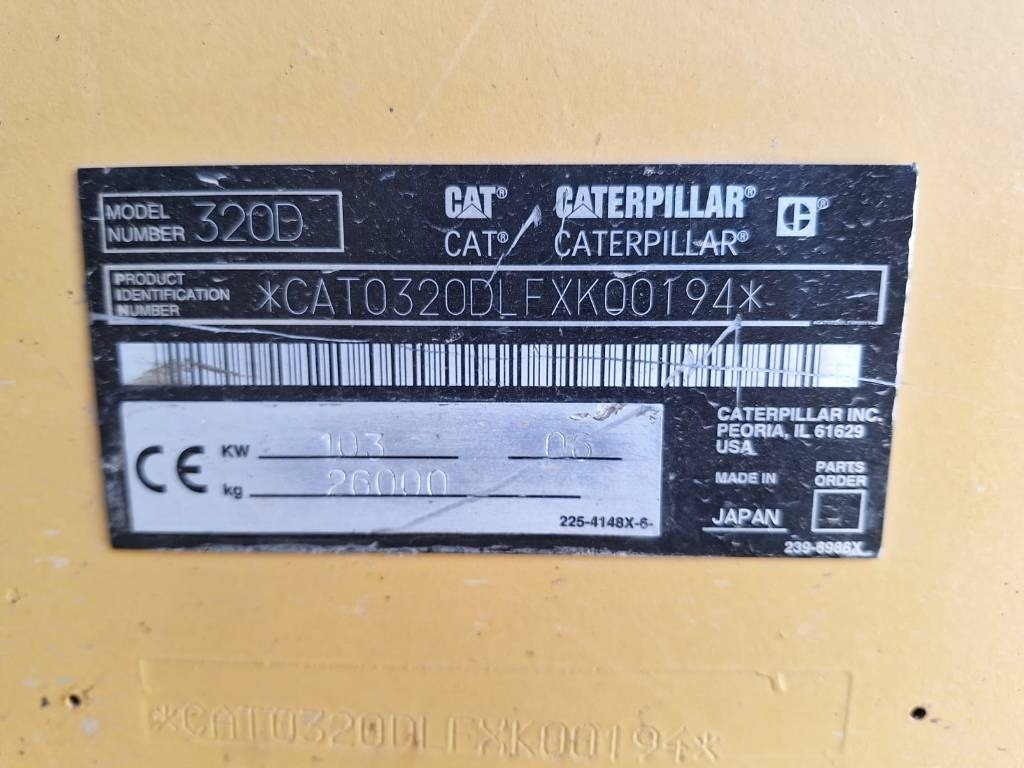 MODEL NUMBER 320D
CAT® CATERPILLAR® C®
CAT® CATERPILLAR®
PRODUCT IDENTIFICATION NUMBER *CAT0320DLFXK00194*
CE
KW 103 06
kg 26000
225-4148X-6-
CATERPILLAR INC.
PEORIA, IL 61629
USA
MADE IN
JAPAN
PARTS ORDER
239-8986X
*CAT0320DLFXK00194*